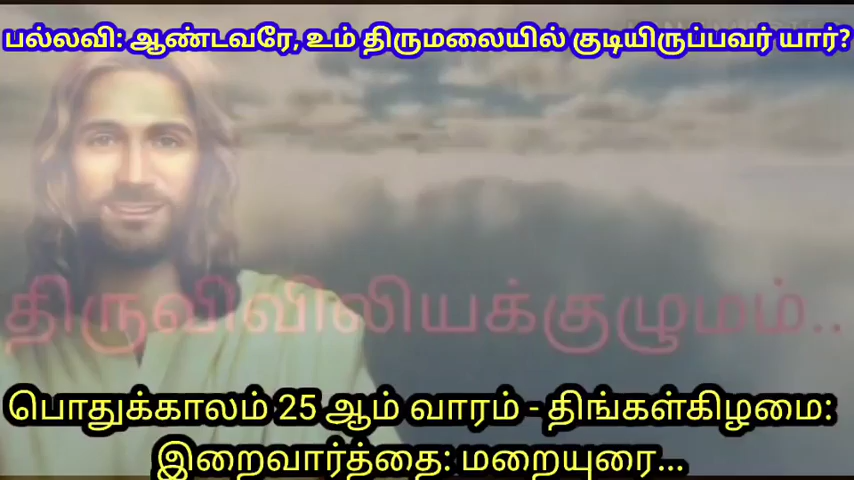 பல்லவி: ஆண்டவரே, உம் திருமலையில் குடியிருப்பவர் யார்?
திருவிவிலியக்குழுமம்..
பொதுக்காலம் 25 ஆம் வாரம் - திங்கள்கிழமை:
இறைவார்த்தை: மறையுரை...